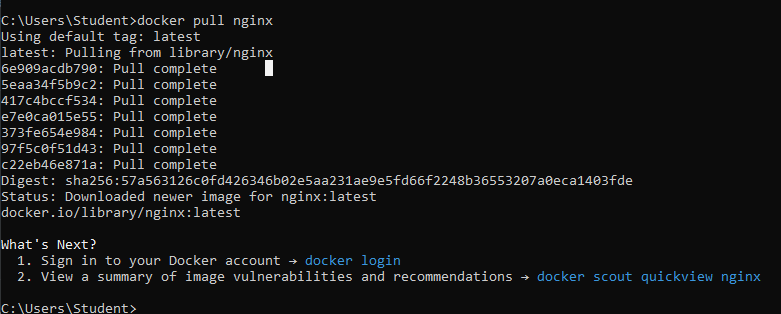 C:\Users\Student>docker pull nginx
Using default tag: latest
latest: Pulling from library/nginx
6e909acdb790: Pull complete
5eaa34f5b9c2: Pull complete
417c4bccf534: Pull complete
e7e0ca015e55: Pull complete
373fe654e984: Pull complete
97f5c0f51d43: Pull complete
c22eb46e871a: Pull complete
Digest: sha256:57a563126c0fd426346b02e5aa231ae9e5fd66f2248b36553207a0eca1403fde
Status: Downloaded newer image for nginx:latest
docker.io/library/nginx:latest
What's Next?
1. Sign in to your Docker account → docker login
2. View a summary of image vulnerabilities and recommendations → docker scout quickview nginx
C:\Users\Student>